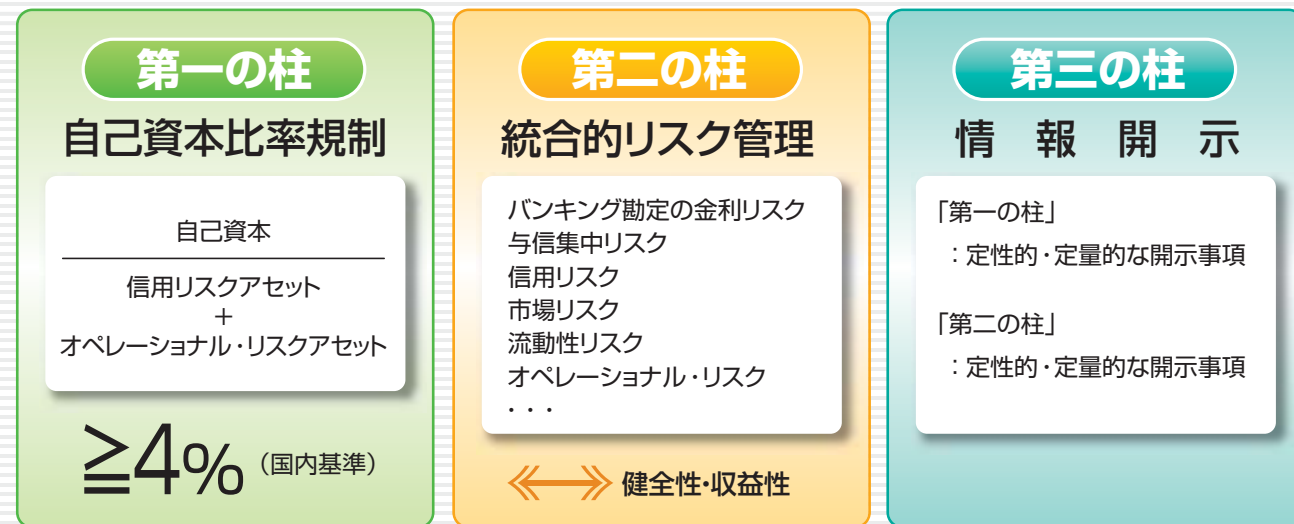 第一の柱
自己資本比率規制
自己資本
信用リスクアセット
+
オペレーショナル・リスクアセット
≧4%(国内基準)
第二の柱
統合的リスク管理
バンキング勘定の金利リスク
与信集中リスク
信用リスク
市場リスク
流動性リスク
オペレーショナル・リスク
・・・
健全性・収益性
第三の柱
情報開示
「第一の柱」
：定性的・定量的な開示事項
「第二の柱」
：定性的・定量的な開示事項